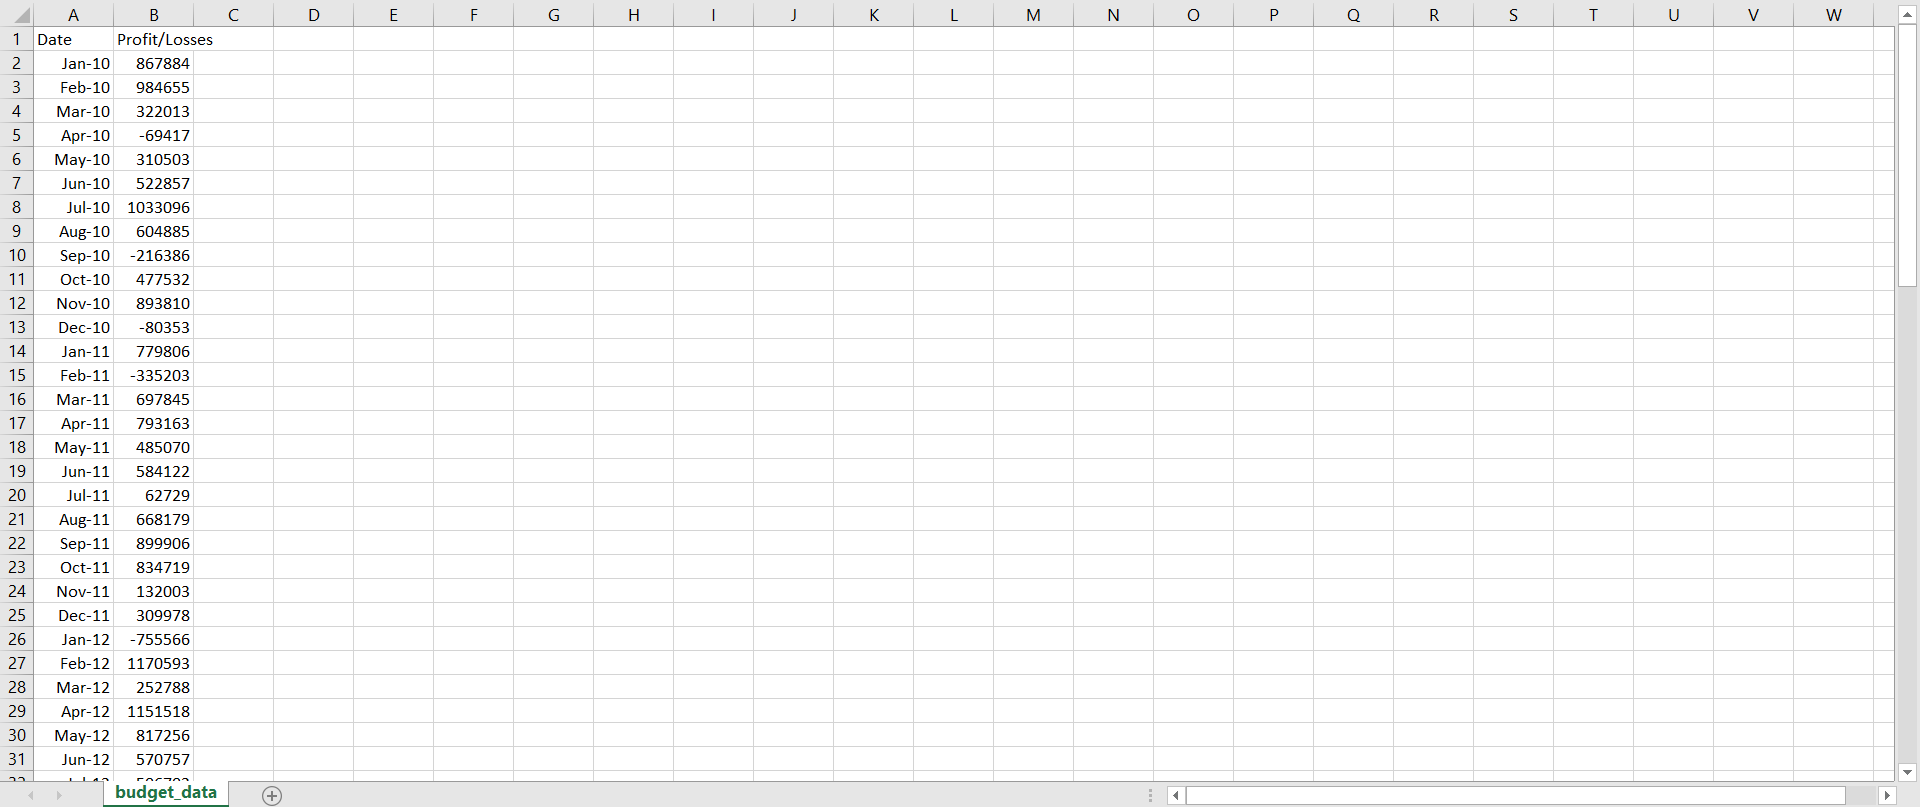 A B C D E F G H I J K L M N O P Q R S T U V W
1 Date Profit/Losses
2 Jan-10 867884
3 Feb-10 984655
4 Mar-10 322013
5 Apr-10 -69417
6 May-10 310503
7 Jun-10 522857
8 Jul-10 1033096
9 Aug-10 604885
10 Sep-10 -216386
11 Oct-10 477532
12 Nov-10 893810
13 Dec-10 -80353
14 Jan-11 779806
15 Feb-11 -335203
16 Mar-11 697845
17 Apr-11 793163
18 May-11 485070
19 Jun-11 584122
20 Jul-11 62729
21 Aug-11 668179
22 Sep-11 899906
23 Oct-11 834719
24 Nov-11 132003
25 Dec-11 309978
26 Jan-12 -755566
27 Feb-12 1170593
28 Mar-12 252788
29 Apr-12 1151518
30 May-12 817256
31 Jun-12 570757
budget_data